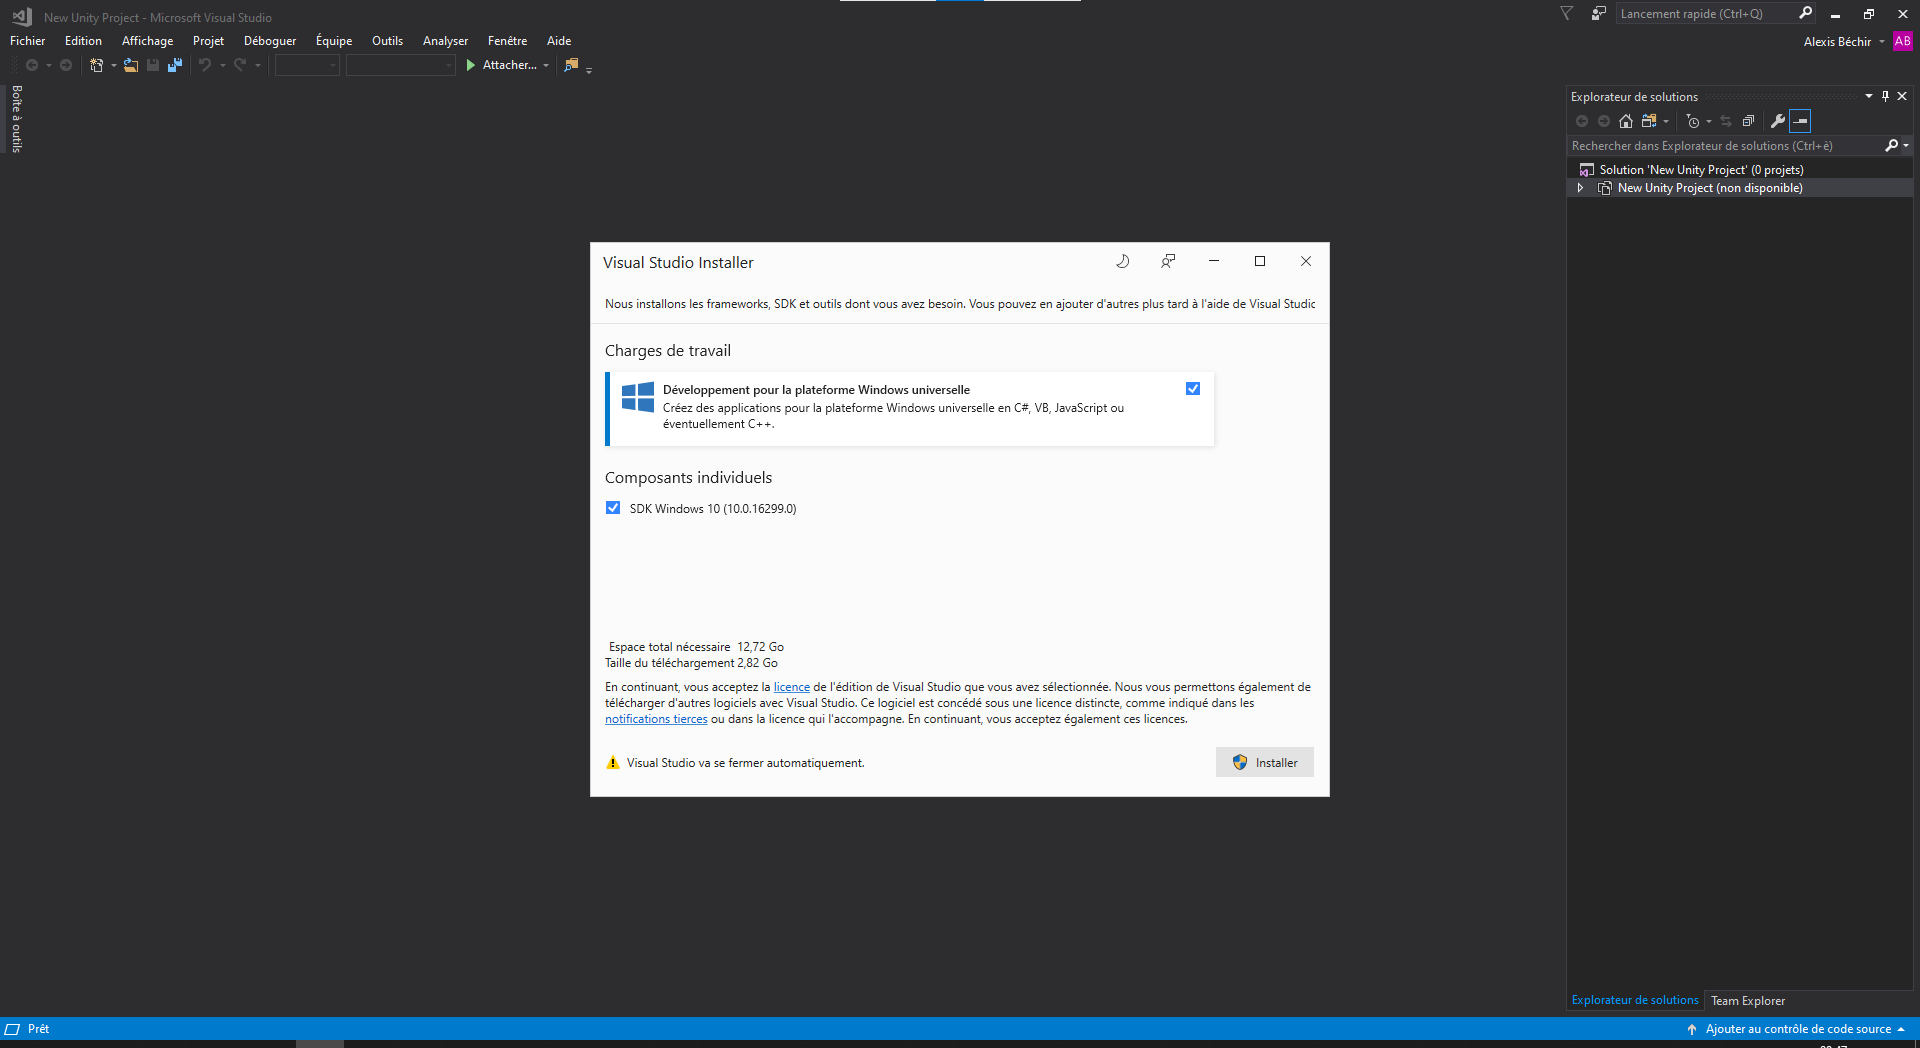 New Unity Project - Microsoft Visual Studio
Lancement rapide (Ctrl+Q)
Fichier Edition Affichage Projet Déboguer Équipe Outils Analyser Fenêtre Aide
Alexis Béchir AB
Attacher...
Boîte à outils
Explorateur de solutions
Rechercher dans Explorateur de solutions (Ctrl+è)
Solution 'New Unity Project' (0 projets)
New Unity Project (non disponible)
Visual Studio Installer
Nous installons les frameworks, SDK et outils dont vous avez besoin. Vous pouvez en ajouter d'autres plus tard à l'aide de Visual Studic
Charges de travail
Développement pour la plateforme Windows universelle
Créez des applications pour la plateforme Windows universelle en C#, VB, JavaScript ou
éventuellement C++.
Composants individuels
SDK Windows 10 (10.0.16299.0)
Espace total nécessaire 12,72 Go
Taille du téléchargement 2,82 Go
En continuant, vous acceptez la licence de l'édition de Visual Studio que vous avez sélectionnée. Nous vous permettons également de
télécharger d'autres logiciels avec Visual Studio. Ce logiciel est concédé sous une licence distincte, comme indiqué dans les
notifications tierces ou dans la licence qui l'accompagne. En continuant, vous acceptez également ces licences.
Visual Studio va se fermer automatiquement.
Installer
Explorateur de solutions Team Explorer
Prêt
Ajouter au contrôle de code source